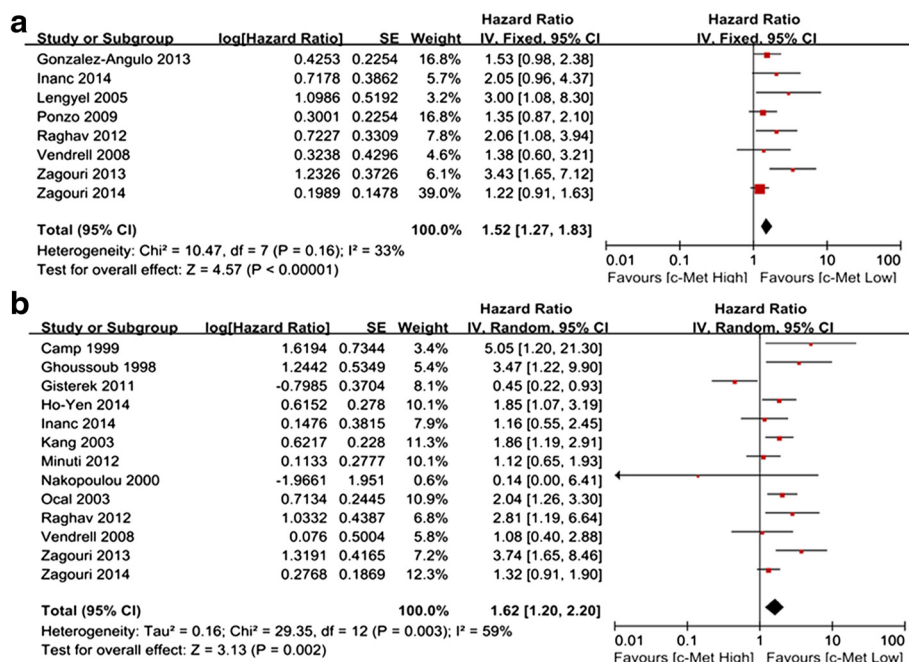 a
Hazard Ratio Hazard Ratio
Study or Subgroup log[Hazard Ratio] SE Weight IV, Fixed, 95% CI IV, Fixed, 95% CI
Gonzalez-Angulo 2013 0.4253 0.2254 16.8% 1.53 [0.98, 2.38]
Inanc 2014 0.7178 0.3862 5.7% 2.05 [0.96, 4.37]
Lengyel 2005 1.0986 0.5192 3.2% 3.00 [1.08, 8.30]
Ponzo 2009 0.3001 0.2254 16.8% 1.35 [0.87, 2.10]
Raghav 2012 0.7227 0.3309 7.8% 2.06 [1.08, 3.94]
Vendrell 2008 0.3238 0.4296 4.6% 1.38 [0.60, 3.21]
Zagouri 2013 1.2326 0.3726 6.1% 3.43 [1.65, 7.12]
Zagouri 2014 0.1989 0.1478 39.0% 1.22 [0.91, 1.63]
Total (95% CI) 100.0% 1.52 [1.27, 1.83]
Heterogeneity: Chi² = 10.47, df = 7 (P = 0.16); I² = 33%
Test for overall effect: Z = 4.57 (P < 0.00001)
0.01 0.1 1 10 100
Favours [c-Met High] Favours [c-Met Low]
b
Hazard Ratio Hazard Ratio
Study or Subgroup log[Hazard Ratio] SE Weight IV, Random, 95% CI IV, Random, 95% CI
Camp 1999 1.6194 0.7344 3.4% 5.05 [1.20, 21.30]
Ghoussoub 1998 1.2442 0.5349 5.4% 3.47 [1.22, 9.90]
Gisterek 2011 -0.7985 0.3704 8.1% 0.45 [0.22, 0.93]
Ho-Yen 2014 0.6152 0.278 10.1% 1.85 [1.07, 3.19]
Inanc 2014 0.1476 0.3815 7.9% 1.16 [0.55, 2.45]
Kang 2003 0.6217 0.228 11.3% 1.86 [1.19, 2.91]
Minuti 2012 0.1133 0.2777 10.1% 1.12 [0.65, 1.93]
Nakopoulou 2000 -1.9661 1.951 0.6% 0.14 [0.00, 6.41]
Ocal 2003 0.7134 0.2445 10.9% 2.04 [1.26, 3.30]
Raghav 2012 1.0332 0.4387 6.8% 2.81 [1.19, 6.64]
Vendrell 2008 0.076 0.5004 5.8% 1.08 [0.40, 2.88]
Zagouri 2013 1.3191 0.4165 7.2% 3.74 [1.65, 8.46]
Zagouri 2014 0.2768 0.1869 12.3% 1.32 [0.91, 1.90]
Total (95% CI) 100.0% 1.62 [1.20, 2.20]
Heterogeneity: Tau² = 0.16; Chi² = 29.35, df = 12 (P = 0.003); I² = 59%
Test for overall effect: Z = 3.13 (P = 0.002)
0.01 0.1 1 10 100
Favours [c-Met High] Favours [c-Met Low]